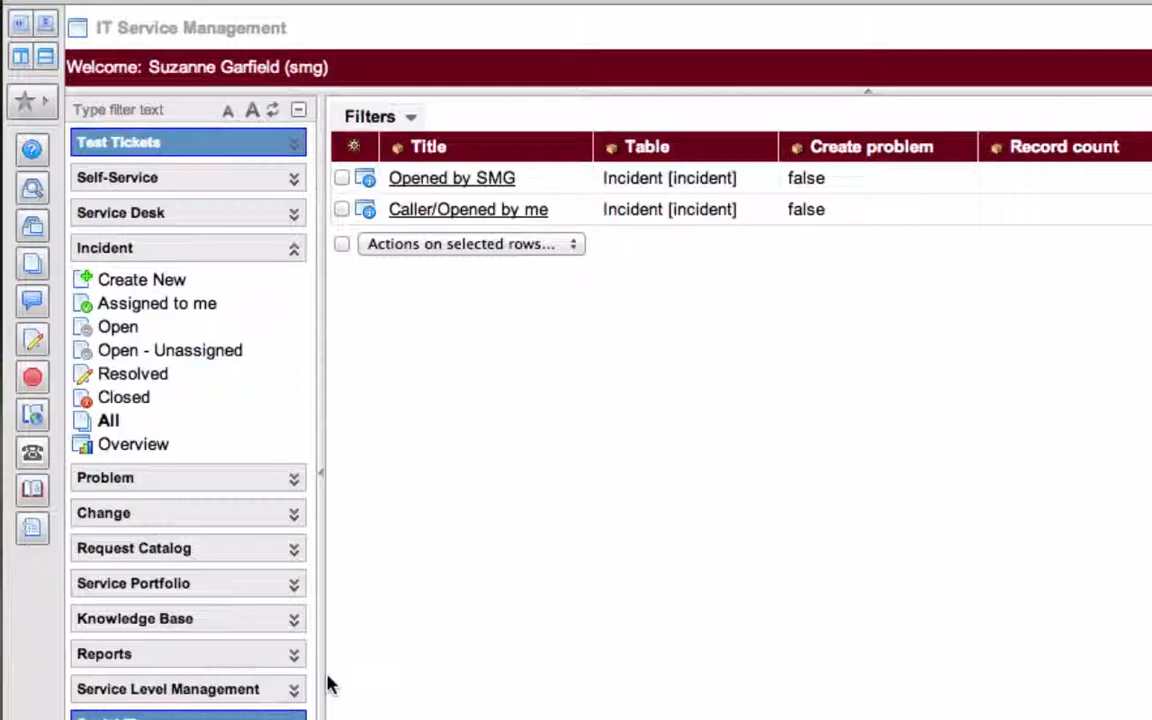 IT Service Management
Welcome: Suzanne Garfield (smg)
Type filter text A A
Test Tickets
Self-Service
Service Desk
Incident
Create New
Assigned to me
Open
Open - Unassigned
Resolved
Closed
All
Overview
Problem
Change
Request Catalog
Service Portfolio
Knowledge Base
Reports
Service Level Management
Filters
Title Table Create problem Record count
Opened by SMG Incident [incident] false
Caller/Opened by me Incident [incident] false
Actions on selected rows...